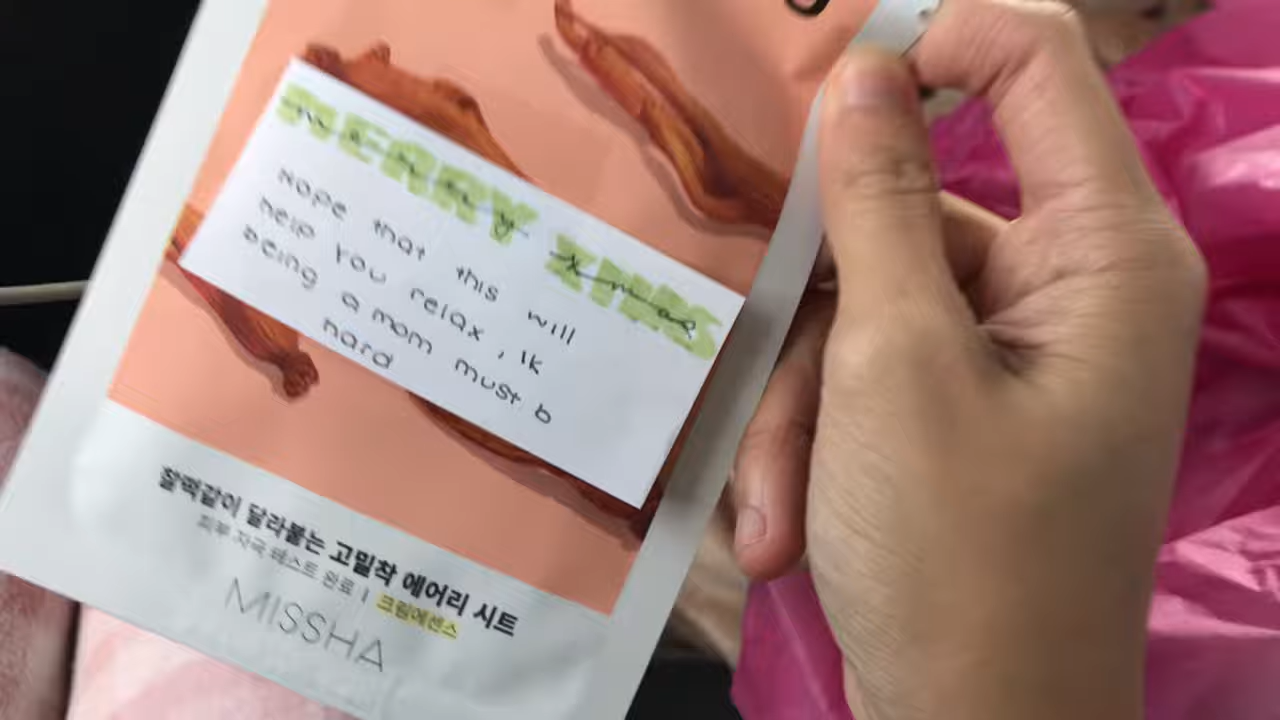 MERRY XMAS
merry xmas
Hope that this will
help you relax, ik
being a mom must b
hard
찰떡같이 달라붙는 고밀착 에어리 시트
피부 자극 테스트 완료 | 크림에센스
MISSHA